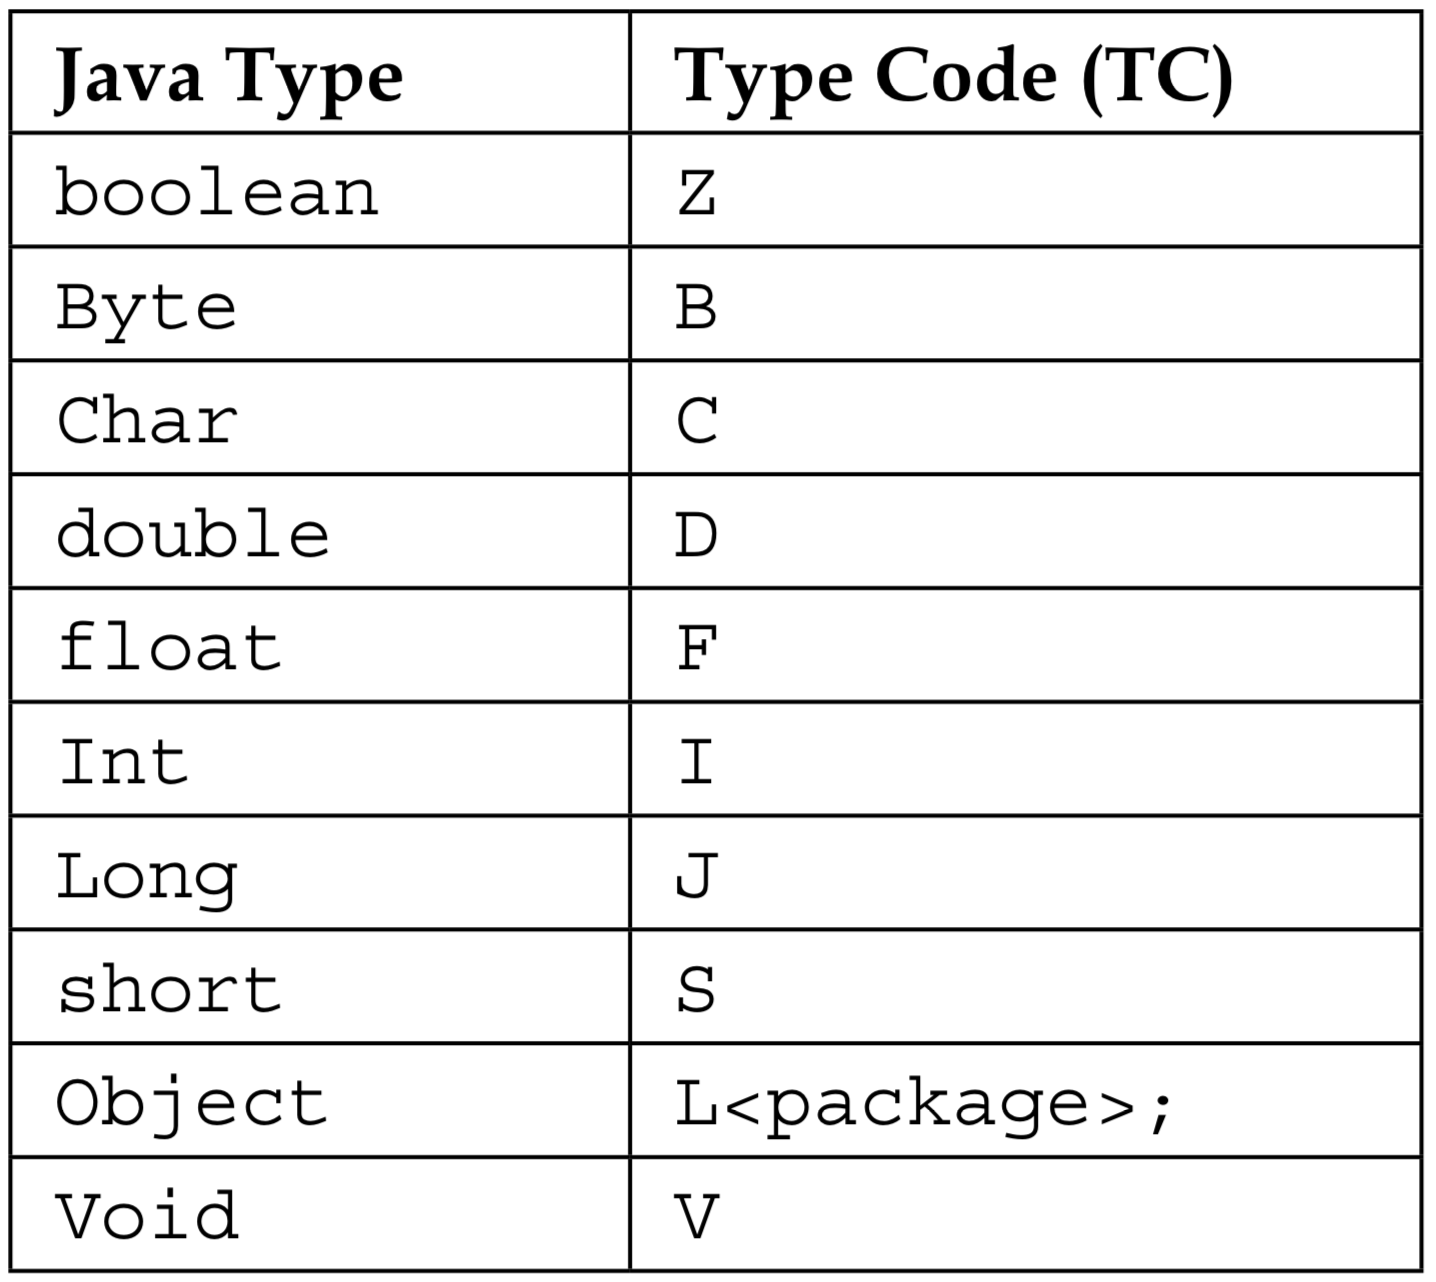 Java Type Type Code (TC)
boolean Z
Byte B
Char C
double D
float F
Int I
Long J
short S
Object L<package>;
Void V